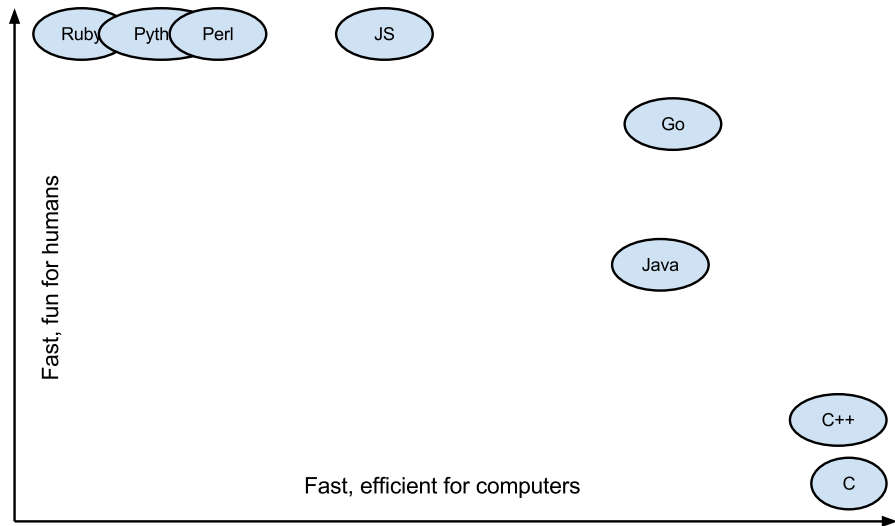 Ruby
Pyth
Perl
JS
Go
Java
C++
C
Fast, fun for humans
Fast, efficient for computers